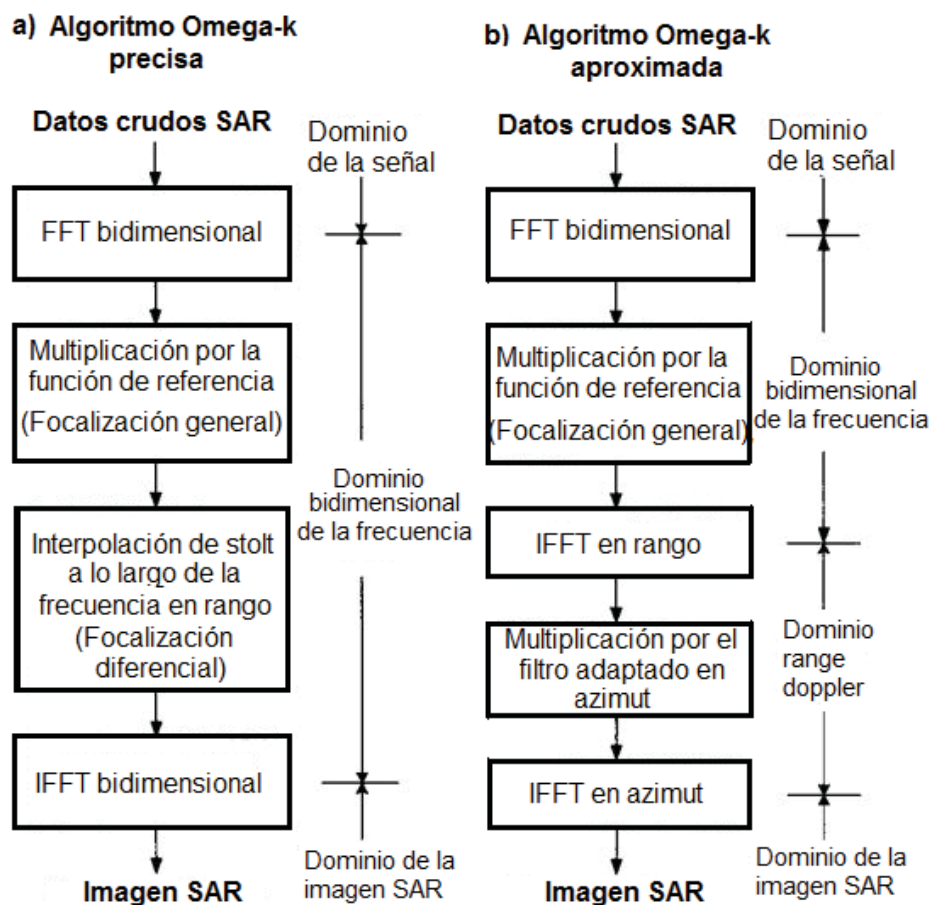 a) Algoritmo Omega-k
precisa
Datos crudos SAR
Dominio
de la señal
FFT bidimensional
Multiplicación por la
función de referencia
(Focalización general)
Dominio
bidimensional
de la frecuencia
Interpolación de stolt
a lo largo de la
frecuencia en rango
(Focalización
diferencial)
IFFT bidimensional
Dominio de la
imagen SAR
Imagen SAR
b) Algoritmo Omega-k
aproximada
Datos crudos SAR
Dominio
de la señal
FFT bidimensional
Multiplicación por la
función de referencia
(Focalización general)
Dominio
bidimensional
de la frecuencia
IFFT en rango
Multiplicación por el
filtro adaptado en
azimut
Dominio
range
doppler
IFFT en azimut
Dominio de la
imagen SAR
Imagen SAR